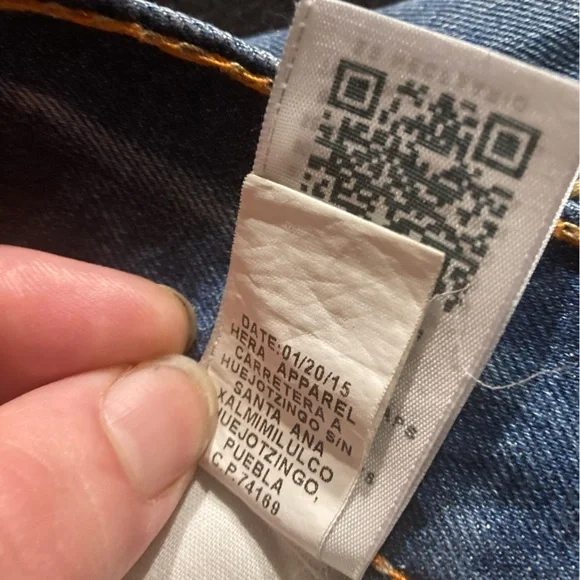 DATE:01/20/15
HERA APPAREL
CARRETERA A
HUEJOTZINGO S/N
SANTA ANA
XALMIMILULCO
HUEJOTZINGO,
PUEBLA
C.P.74169